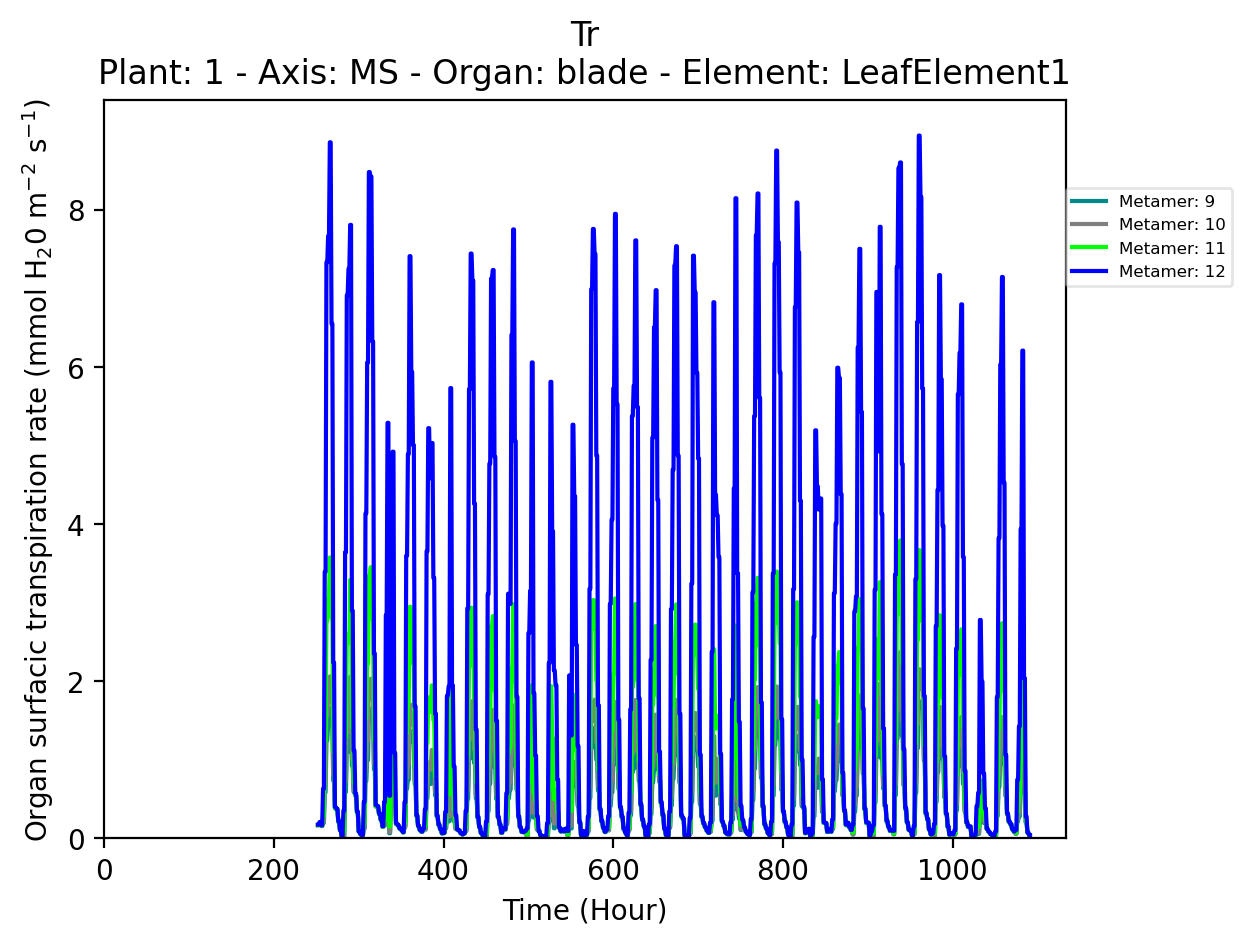 Tr
Plant: 1 - Axis: MS - Organ: blade - Element: LeafElement1
Organ surfacic transpiration rate (mmol H₂0 m⁻² s⁻¹)
8
6
4
2
0
0 200 400 600 800 1000
Time (Hour)
Metamer: 9
Metamer: 10
Metamer: 11
Metamer: 12